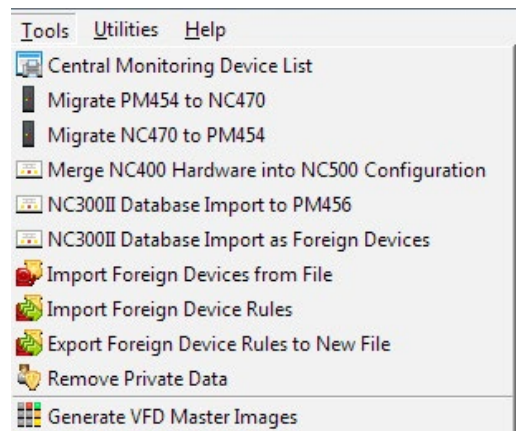 Tools Utilities Help
Central Monitoring Device List
Migrate PM454 to NC470
Migrate NC470 to PM454
Merge NC400 Hardware into NC500 Configuration
NC300II Database Import to PM456
NC300II Database Import as Foreign Devices
Import Foreign Devices from File
Import Foreign Device Rules
Export Foreign Device Rules to New File
Remove Private Data
Generate VFD Master Images